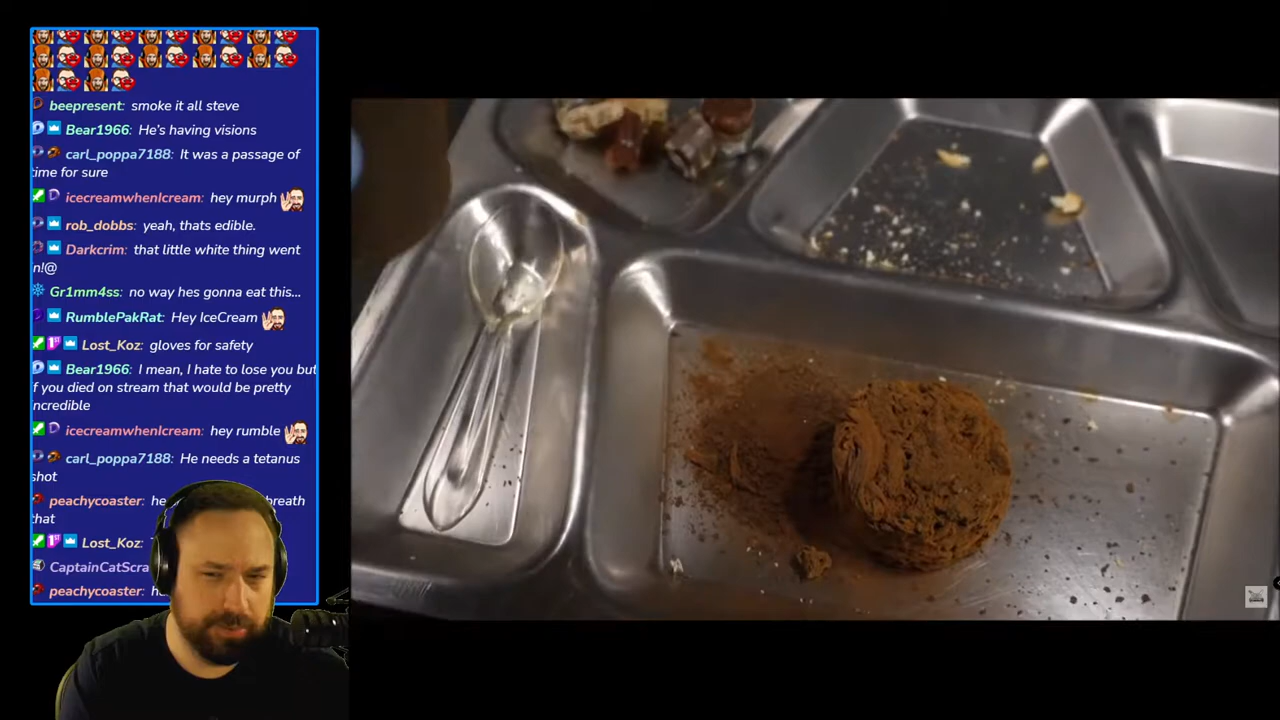 beepresent: smoke it all steve
Bear1966: He's having visions
carl_poppa7188: It was a passage of
time for sure
icecreamwhenIcream: hey murph
rob_dobbs: yeah, thats edible.
Darkcrim: that little white thing went
n!@
Gr1mm4ss: no way hes gonna eat this...
RumblePakRat: Hey IceCream
Lost_Koz: gloves for safety
Bear1966: I mean, I hate to lose you but
f you died on stream that would be pretty
ncredible
icecreamwhenIcream: hey rumble
carl_poppa7188: He needs a tetanus
shot
peachycoaster: breath
that
Lost_Koz:
CaptainCatScra
peachycoaster: